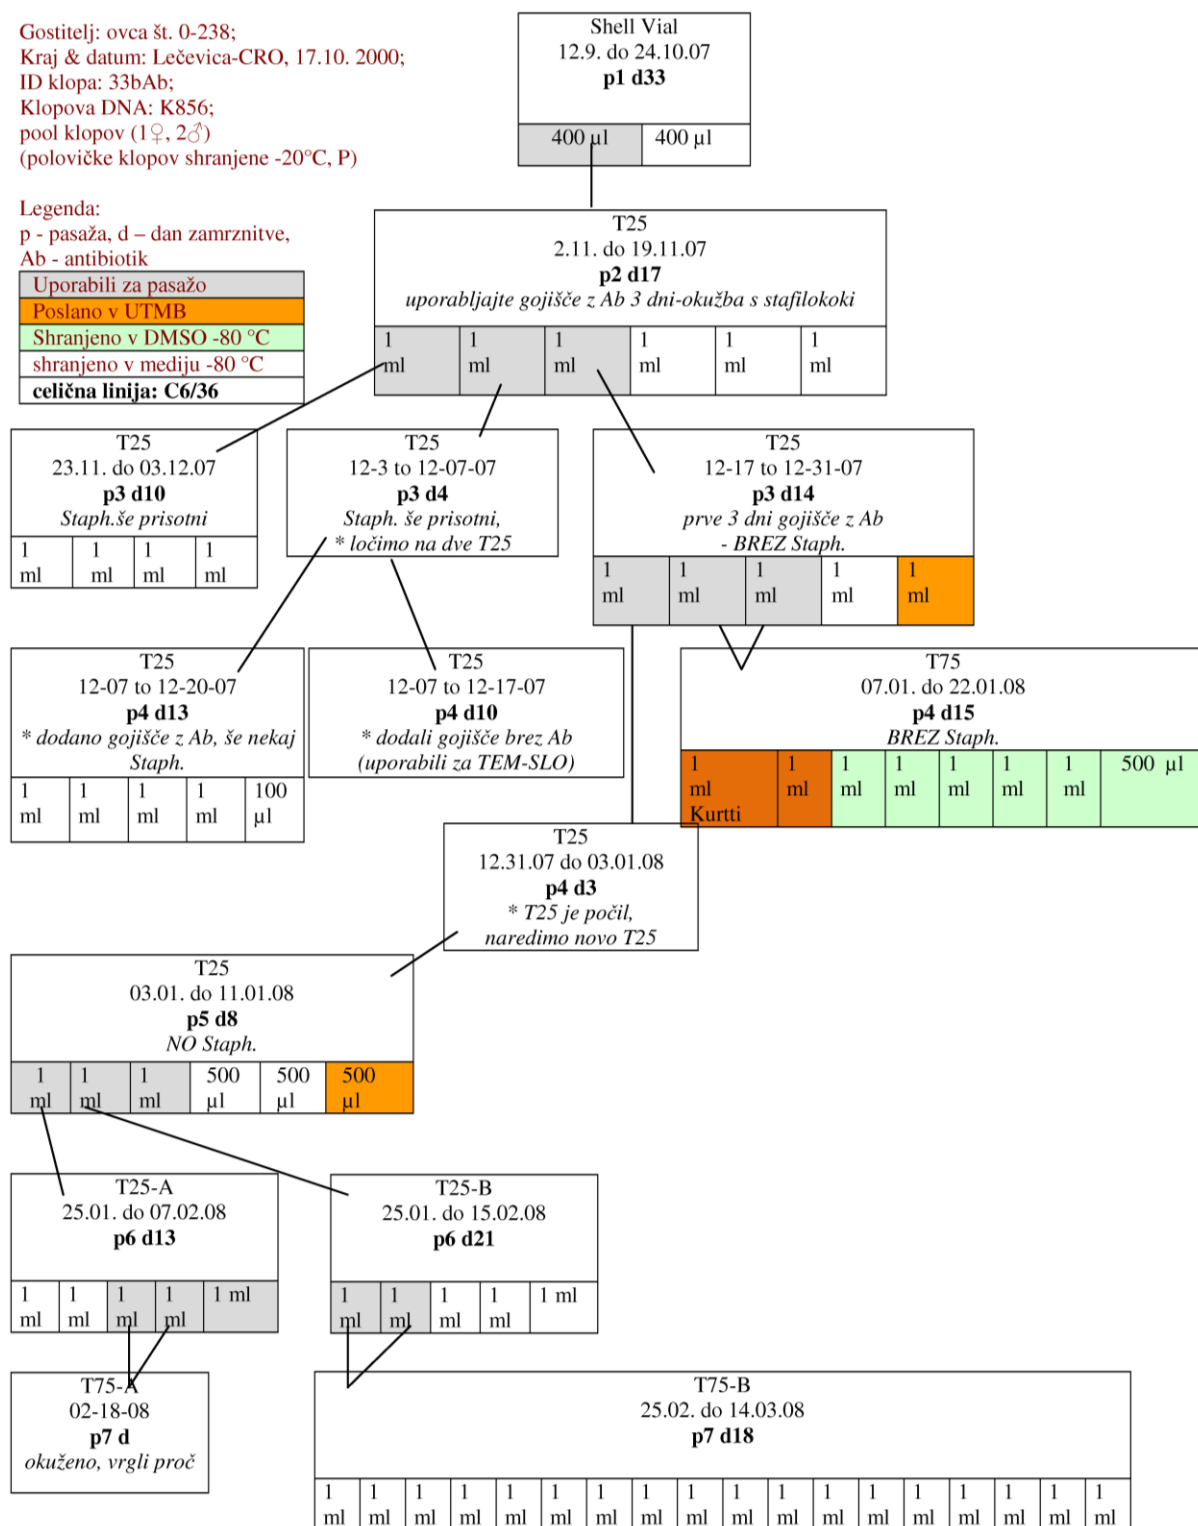 Gostitelj: ovca št. 0-238;
Kraj & datum: Lečevica-CRO, 17.10. 2000;
ID klopa: 33bAb;
Klopova DNA: K856;
pool klopov (1♀, 2♂)
(polovičke klopov shranjene -20°C, P)
Legenda:
p - pasaža, d – dan zamrznitve,
Ab - antibiotik
Uporabili za pasažo
Poslano v UTMB
Shranjeno v DMSO -80 °C
shranjeno v mediju -80 °C
celična linija: C6/36
Shell Vial
12.9. do 24.10.07
p1 d33
400 µl 400 µl
T25
2.11. do 19.11.07
p2 d17
uporabljajte gojišče z Ab 3 dni-okužba s stafilokoki
1 1 1 1 1 1
ml ml ml ml ml ml
T25
23.11. do 03.12.07
p3 d10
Staph.še prisotni
1 1 1 1
ml ml ml ml
T25
12-3 to 12-07-07
p3 d4
Staph. še prisotni,
* ločimo na dve T25
T25
12-17 to 12-31-07
p3 d14
prve 3 dni gojišče z Ab
- BREZ Staph.
1 1 1 1 1
ml ml ml ml ml
T25
12-07 to 12-20-07
p4 d13
* dodano gojišče z Ab, še nekaj
Staph.
1 1 1 1 100
ml ml ml ml µl
T25
12-07 to 12-17-07
p4 d10
* dodali gojišče brez Ab
(uporabili za TEM-SLO)
T75
07.01. do 22.01.08
p4 d15
BREZ Staph.
1 1 1 1 1 1 1 500 µl
ml ml ml ml ml ml ml
Kurtti
T25
12.31.07 do 03.01.08
p4 d3
* T25 je počil,
naredimo novo T25
T25
03.01. do 11.01.08
p5 d8
NO Staph.
1 1 1 500 500 500
ml ml ml µl µl µl
T25-A
25.01. do 07.02.08
p6 d13
1 1 1 1 1 ml
ml ml ml ml
T25-B
25.01. do 15.02.08
p6 d21
1 1 1 1 1 ml
ml ml ml ml
T75-A
02-18-08
p7 d
okuženo, vrgli proč
T75-B
25.02. do 14.03.08
p7 d18
1 1 1 1 1 1 1 1 1 1 1 1 1 1 1 1 1 1
ml ml ml ml ml ml ml ml ml ml ml ml ml ml ml ml ml ml